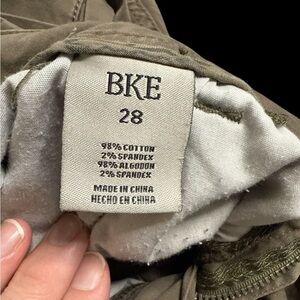 BKE
28
98% COTTON
2% SPANDEX
98% ALGODON
2% SPANDEX
MADE IN CHINA
HECHO EN CHINA